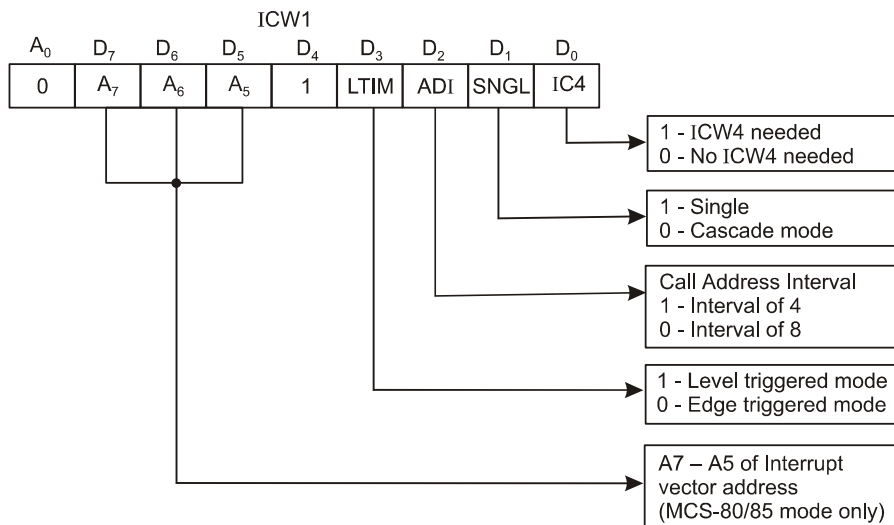 ICW1
A₀ D₇ D₆ D₅ D₄ D₃ D₂ D₁ D₀
0 A₇ A₆ A₅ 1 LTIM ADI SNGL IC4
1 - ICW4 needed
0 - No ICW4 needed
1 - Single
0 - Cascade mode
Call Address Interval
1 - Interval of 4
0 - Interval of 8
1 - Level triggered mode
0 - Edge triggered mode
A7 – A5 of Interrupt
vector address
(MCS-80/85 mode only)